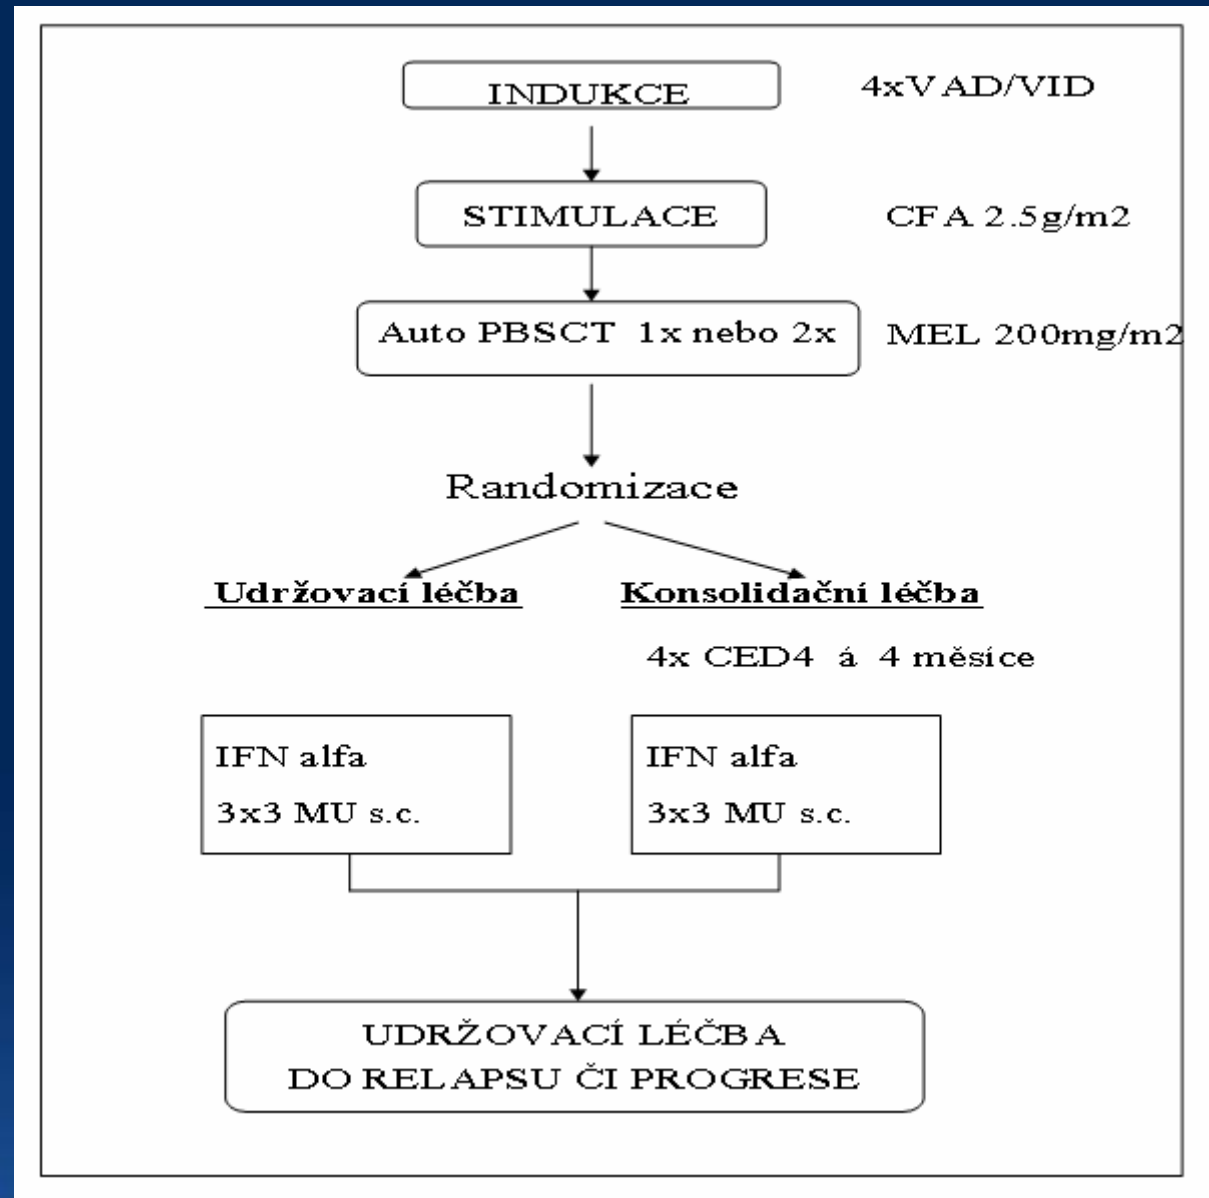 INDUKCE 4xVAD/VID
STIMULACE CFA 2.5g/m2
Auto PBSCT 1x nebo 2x MEL 200mg/m2
Randomizace
Udržovací léčba Konsolidační léčba
4x CED4 á 4 měsíce
IFN alfa IFN alfa
3x3 MU s.c. 3x3 MU s.c.
UDRŽOVACÍ LÉČBA
DO RELAPSU ČI PROGRESE